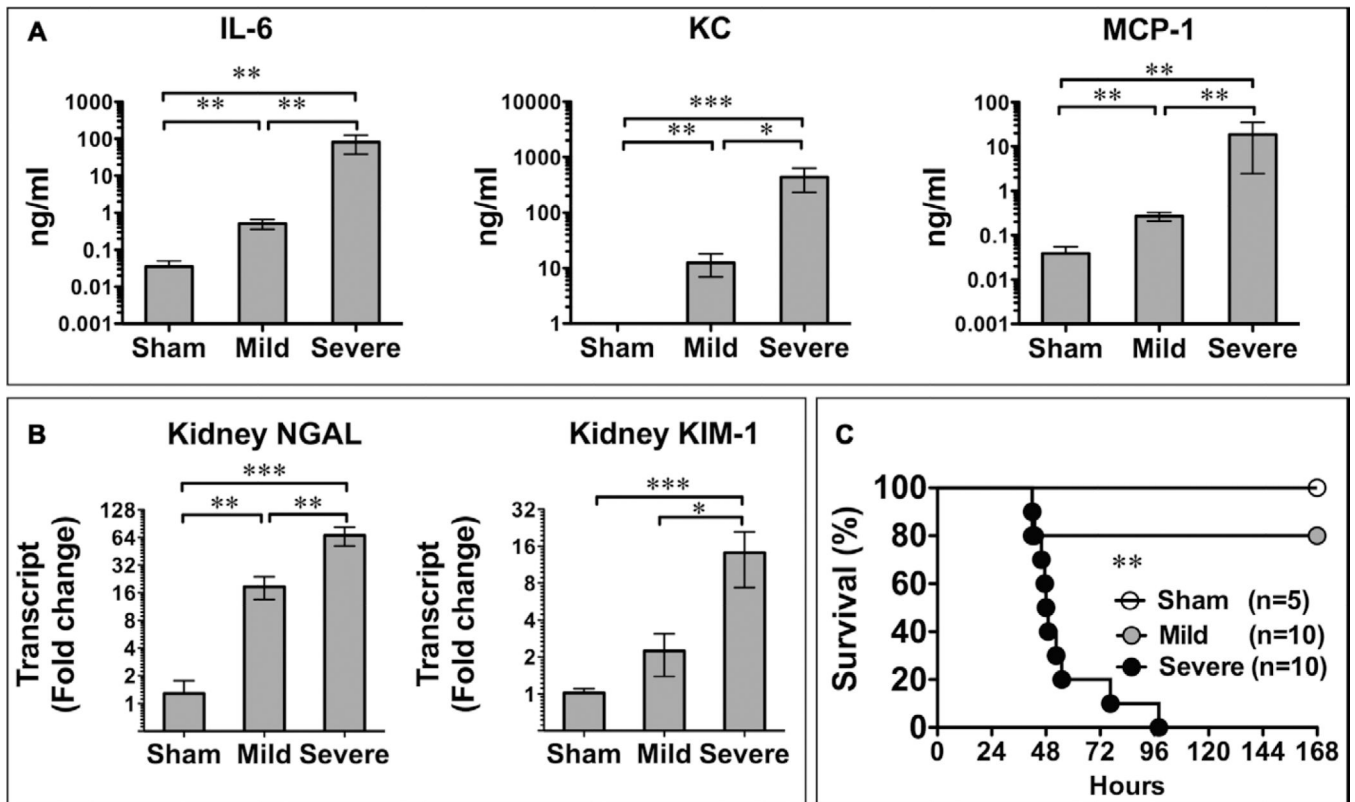 A
IL-6
KC
MCP-1
ng/ml
1000
100
10
1
0.1
0.01
0.001
**
**
**
Sham Mild Severe
ng/ml
10000
1000
100
10
1
***
**
*
Sham Mild Severe
ng/ml
100
10
1
0.1
0.01
0.001
**
**
**
Sham Mild Severe
B
Kidney NGAL
Kidney KIM-1
Transcript
(Fold change)
128
64
32
16
8
4
2
1
***
**
**
Sham Mild Severe
Transcript
(Fold change)
32
16
8
4
2
1
***
*
Sham Mild Severe
C
Survival (%)
100
80
60
40
20
0
**
Sham (n=5)
Mild (n=10)
Severe (n=10)
0 24 48 72 96 120 144 168
Hours